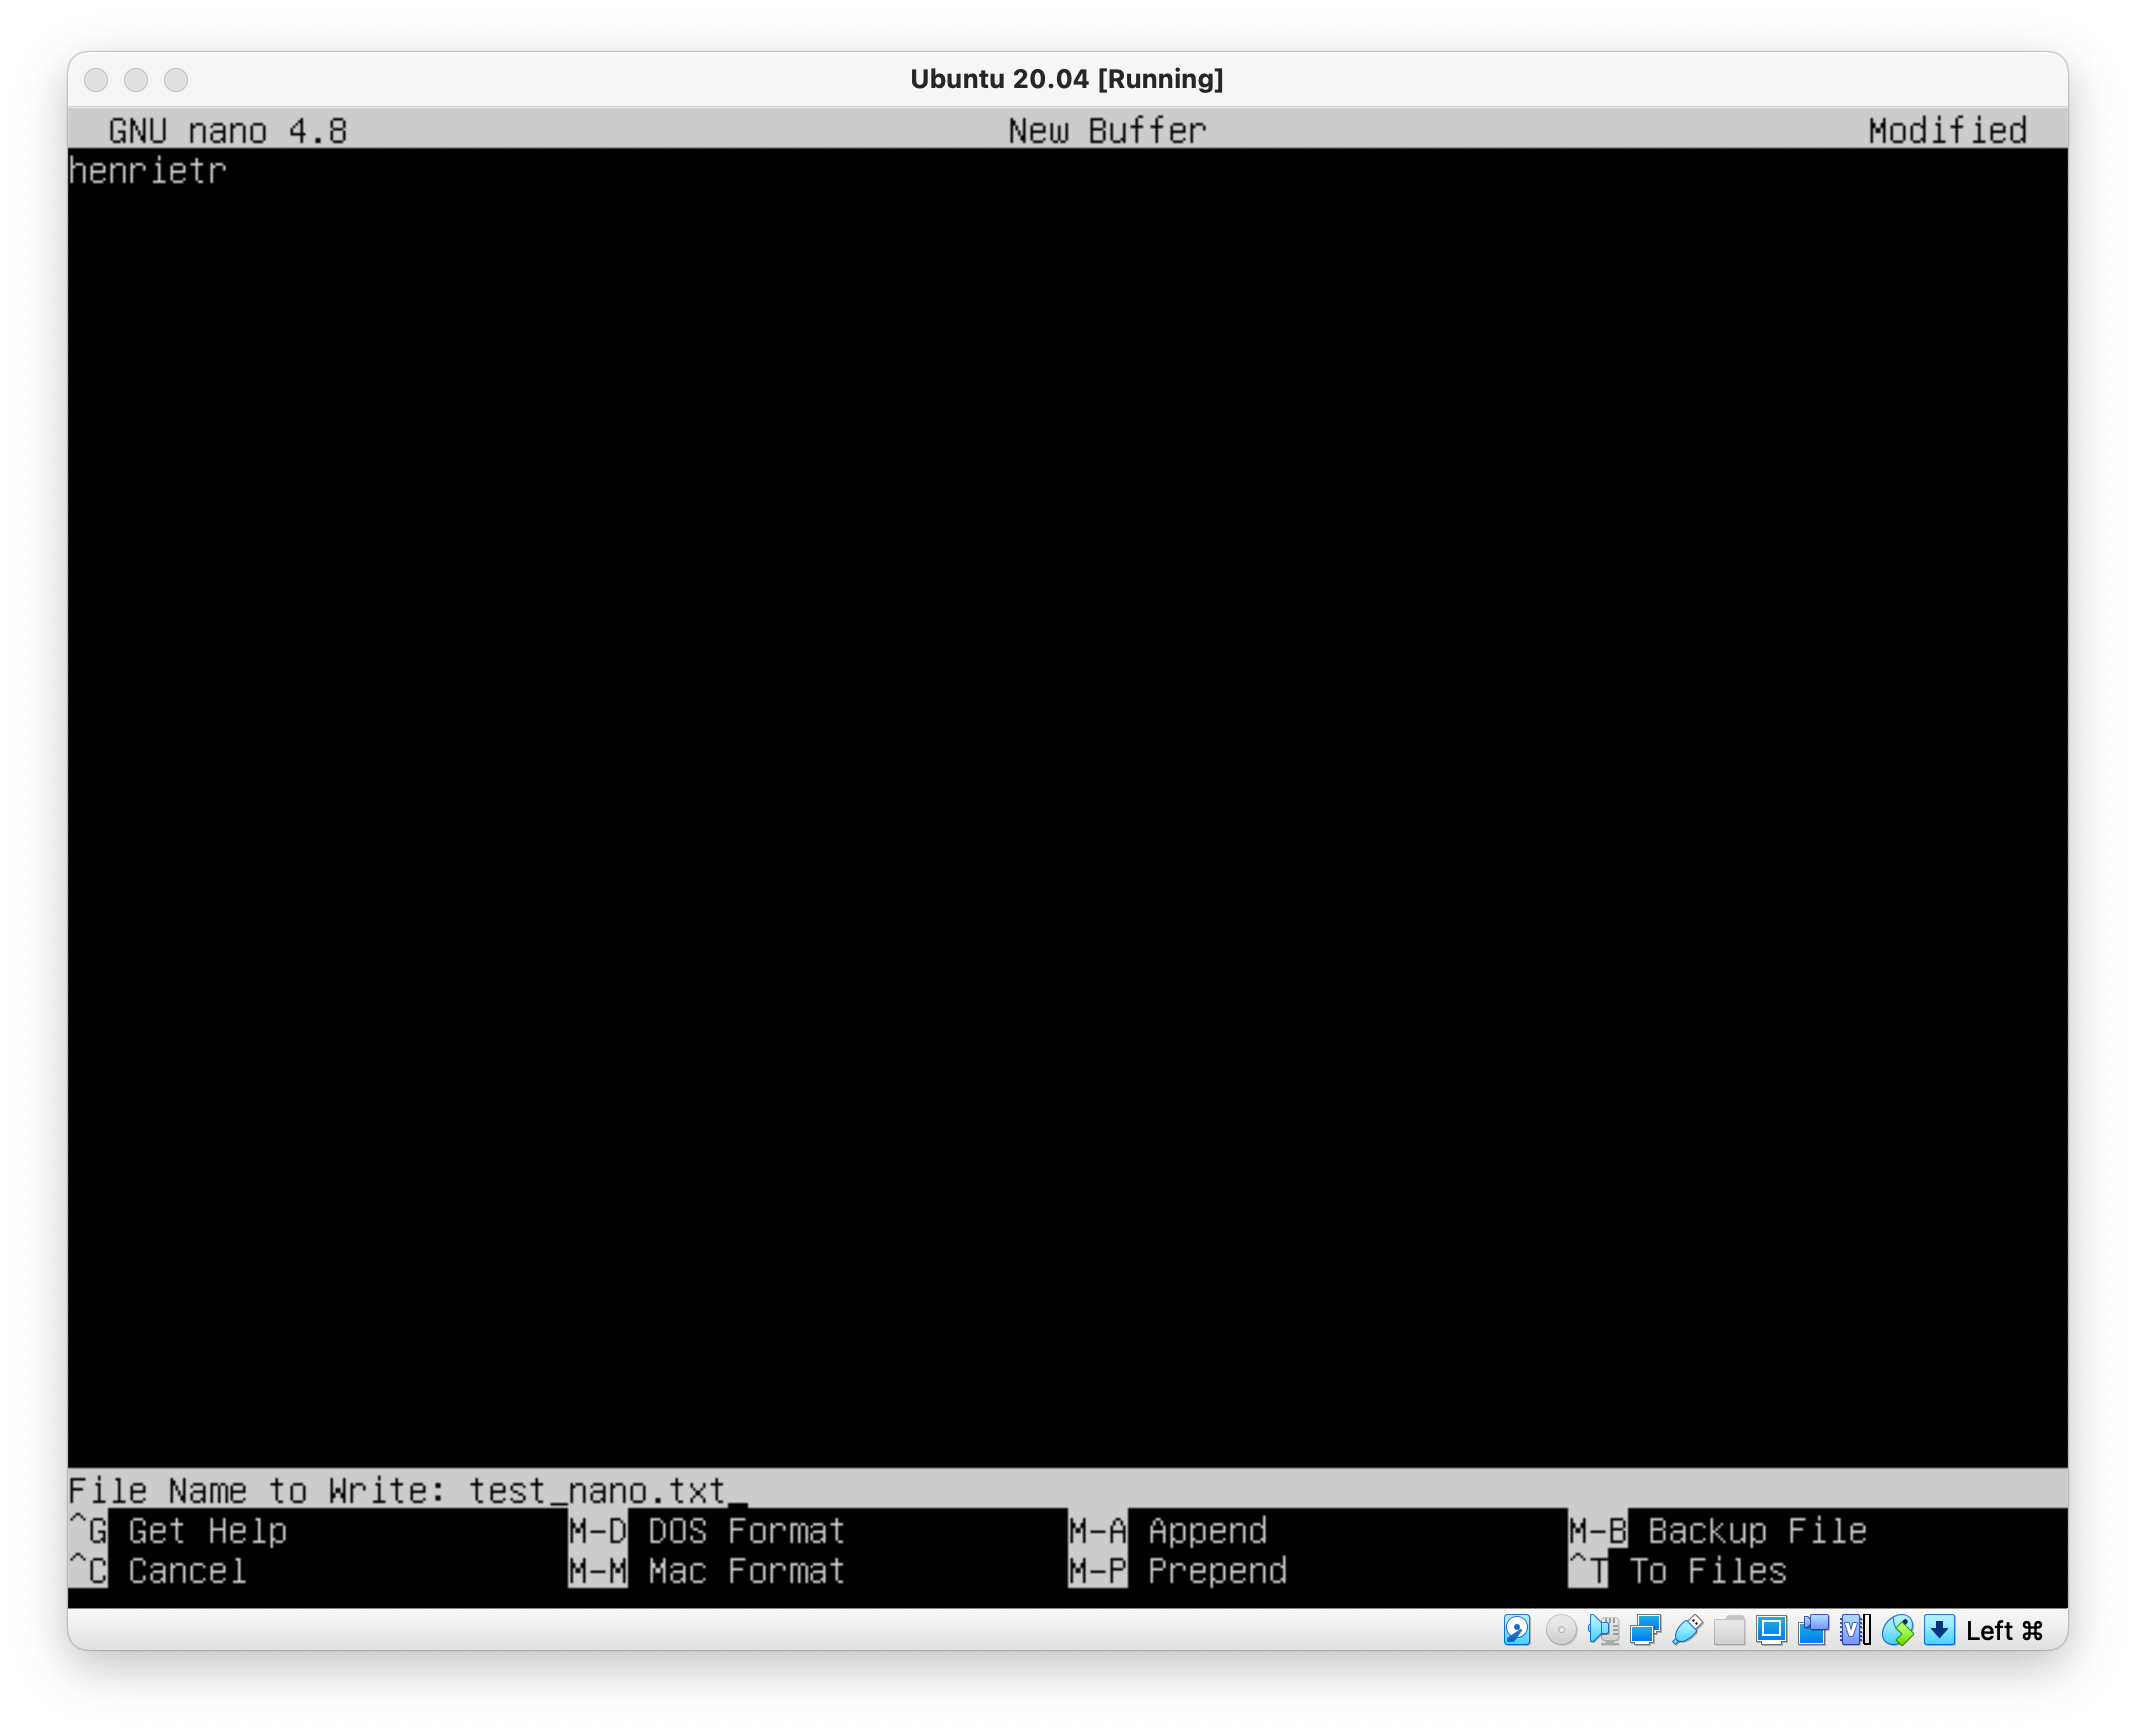 Ubuntu 20.04 [Running]
GNU nano 4.8 New Buffer Modified
henrietr
File Name to Write: test_nano.txt_
^G Get Help M-D DOS Format M-A Append M-B Backup File
^C Cancel M-M Mac Format M-P Prepend ^T To Files
Left ⌘